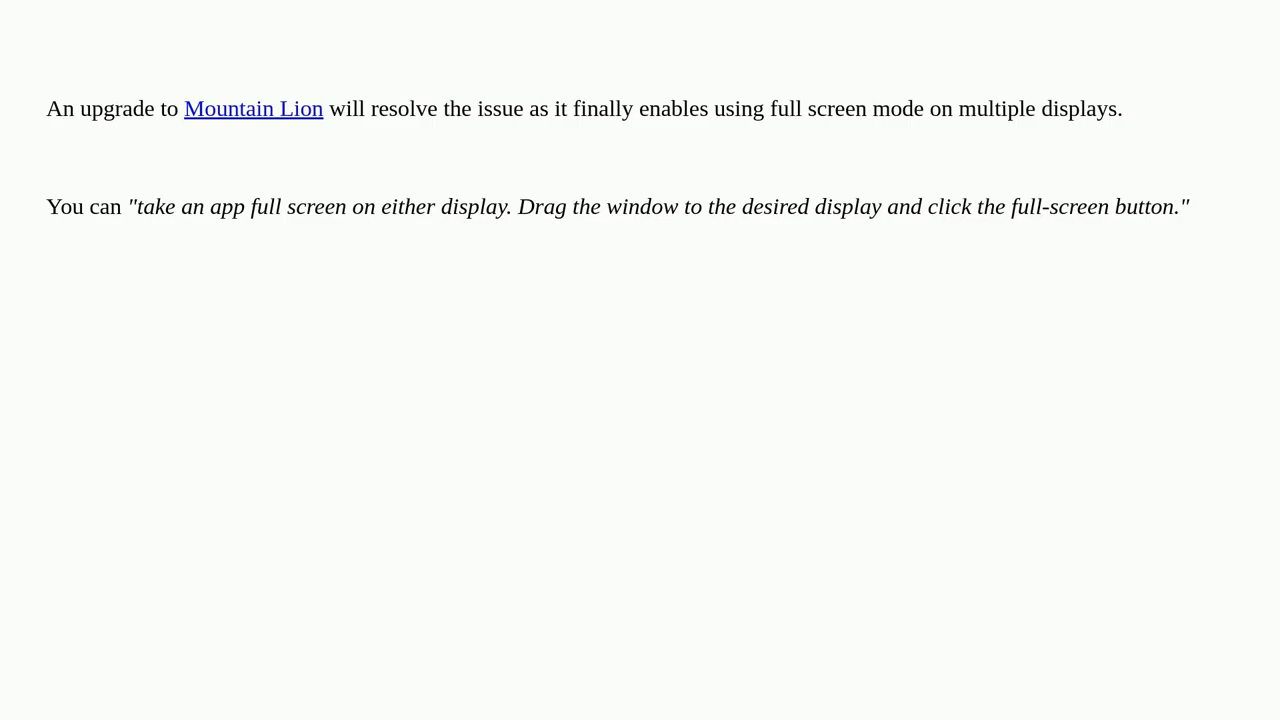 An upgrade to Mountain Lion will resolve the issue as it finally enables using full screen mode on multiple displays.
You can "take an app full screen on either display. Drag the window to the desired display and click the full-screen button."